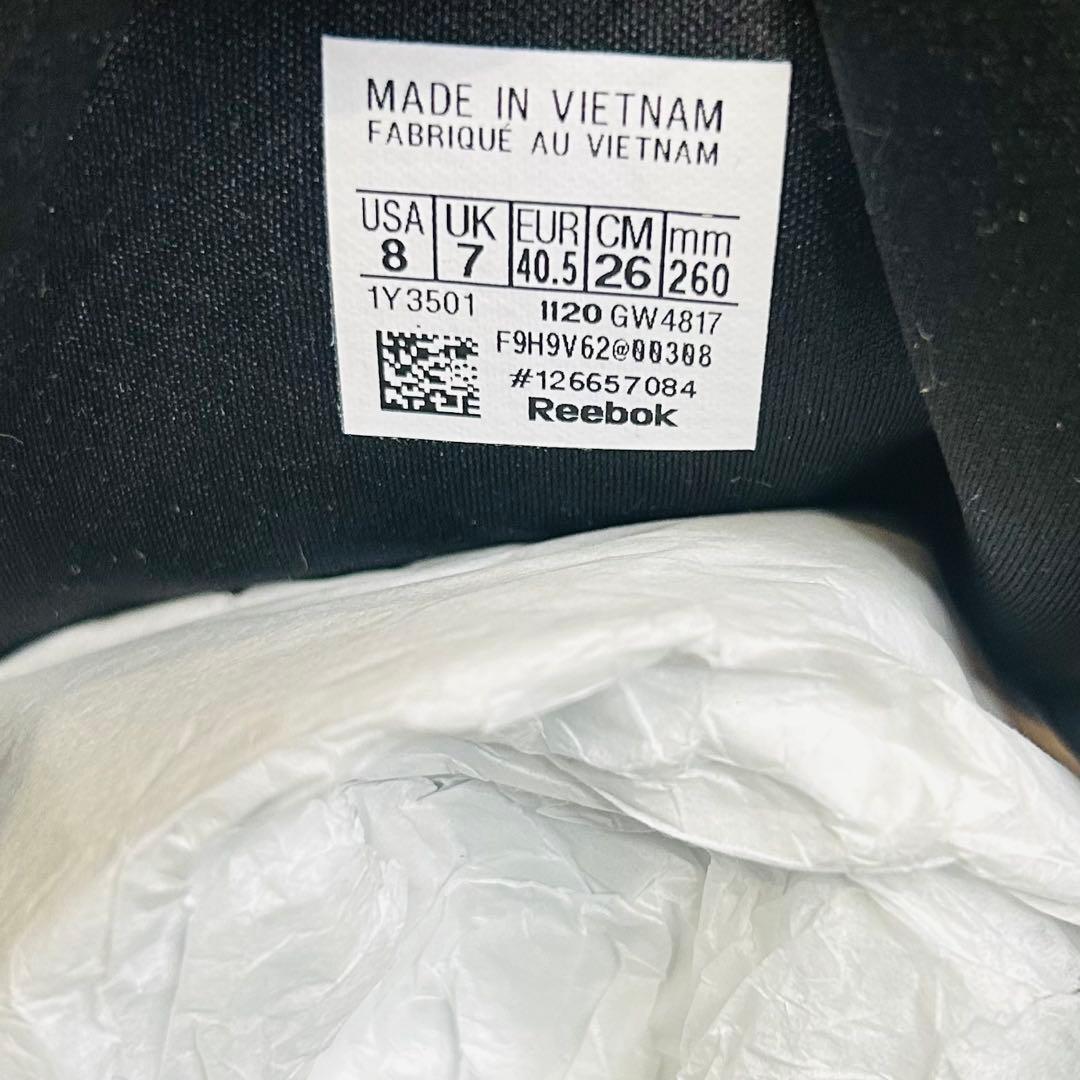 MADE IN VIETNAM
FABRIQUÉ AU VIETNAM
USA UK EUR CM mm
8 7 40.5 26 260
1Y3501 1120 GW4817
F9H9V62@00308
#126657084
Reebok